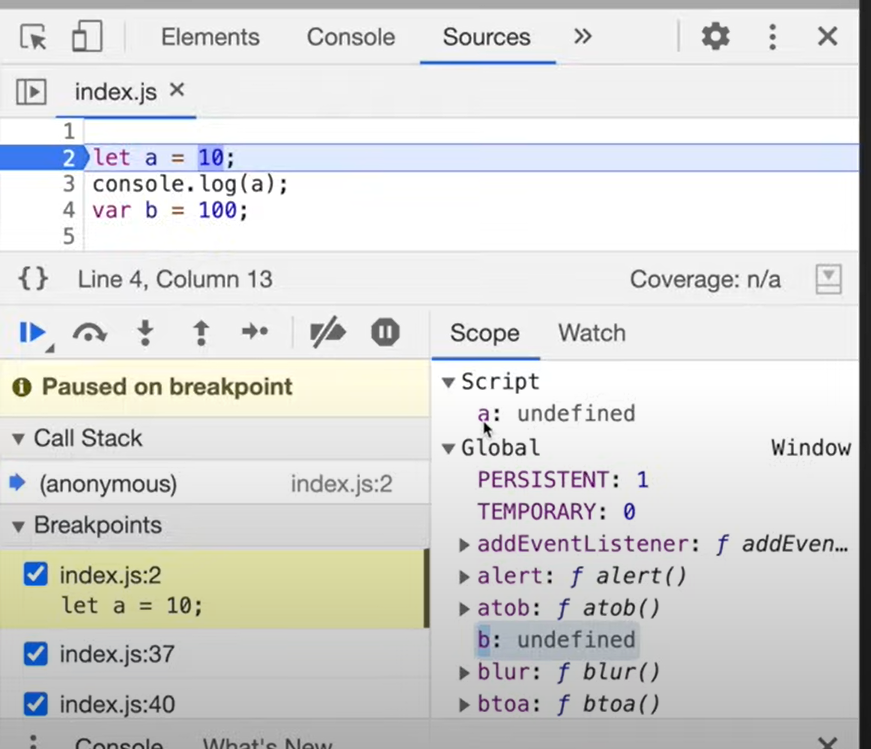 Elements Console Sources »
index.js ×
1
2 let a = 10;
3 console.log(a);
4 var b = 100;
5
{} Line 4, Column 13 Coverage: n/a
Scope Watch
Paused on breakpoint
Call Stack
(anonymous) index.js:2
Breakpoints
index.js:2
let a = 10;
index.js:37
index.js:40
Script
a: undefined
Global Window
PERSISTENT: 1
TEMPORARY: 0
addEventListener: ƒ addEven…
alert: ƒ alert()
atob: ƒ atob()
b: undefined
blur: ƒ blur()
btoa: ƒ btoa()
Console What's New